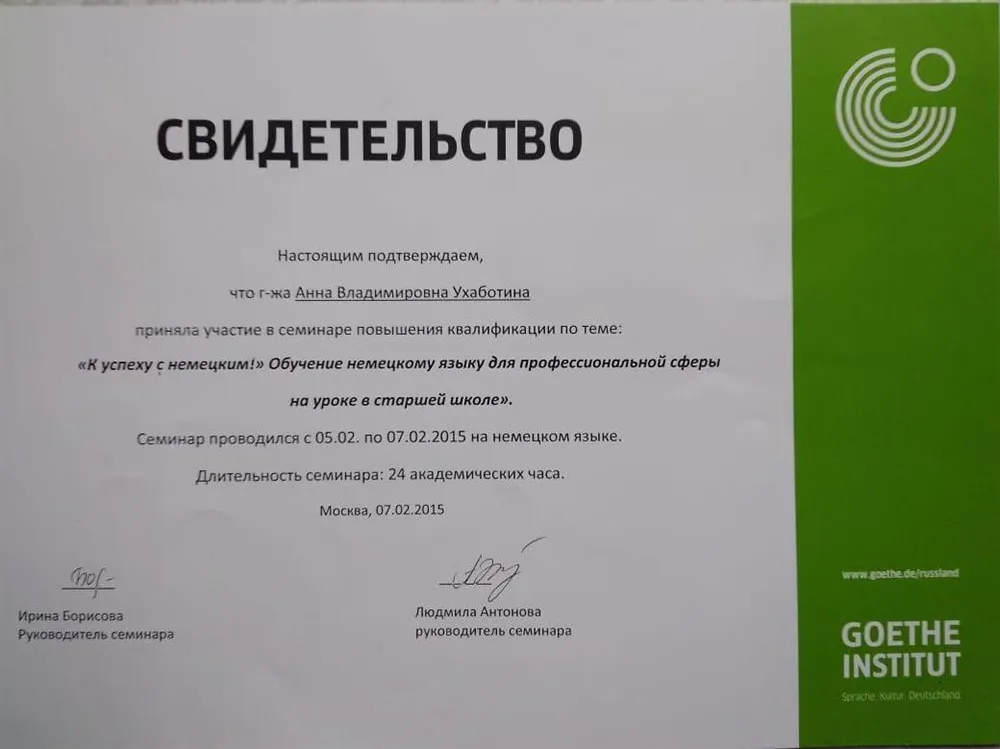 СВИДЕТЕЛЬСТВО
Настоящим подтверждаем,
что г-жа Анна Владимировна Ухаботина
приняла участие в семинаре повышения квалификации по теме:
«К успеху с немецким!» Обучение немецкому языку для профессиональной сферы
на уроке в старшей школе».
Семинар проводился с 05.02. по 07.02.2015 на немецком языке.
Длительность семинара: 24 академических часа.
Москва, 07.02.2015
Ирина Борисова
Руководитель семинара
Людмила Антонова
руководитель семинара
www.goethe.de/russland
GOETHE
INSTITUT
Sprache. Kultur. Deutschland.